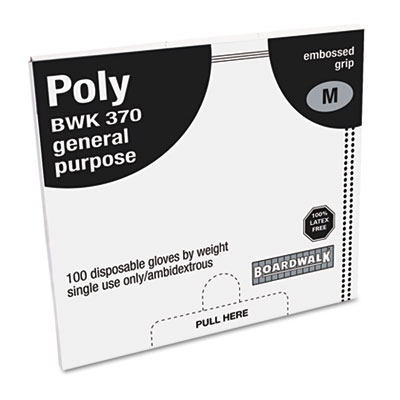 Poly
BWK 370
general
purpose
embossed
grip
M
100%
LATEX
FREE
100 disposable gloves by weight
single use only/ambidextrous
BOARDWALK
PULL HERE